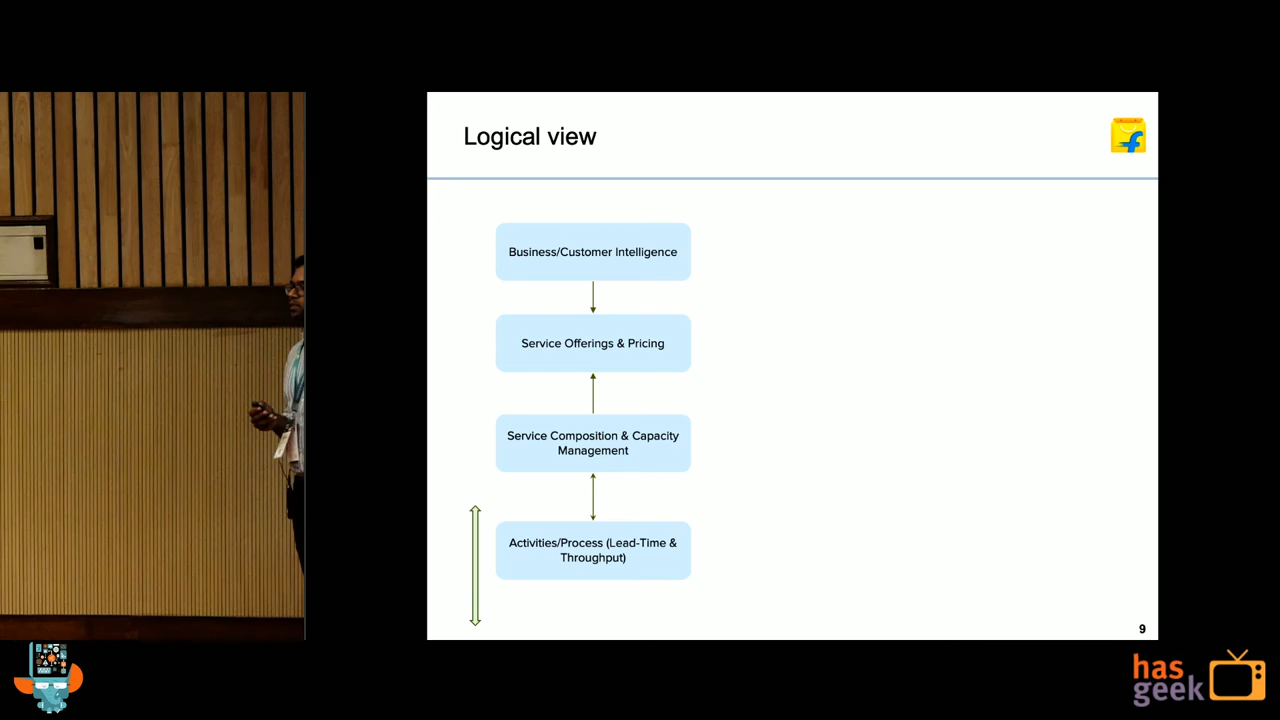 Logical view
Business/Customer Intelligence
Service Offerings & Pricing
Service Composition & Capacity
Management
Activities/Process (Lead-Time &
Throughput)
9
has
geek